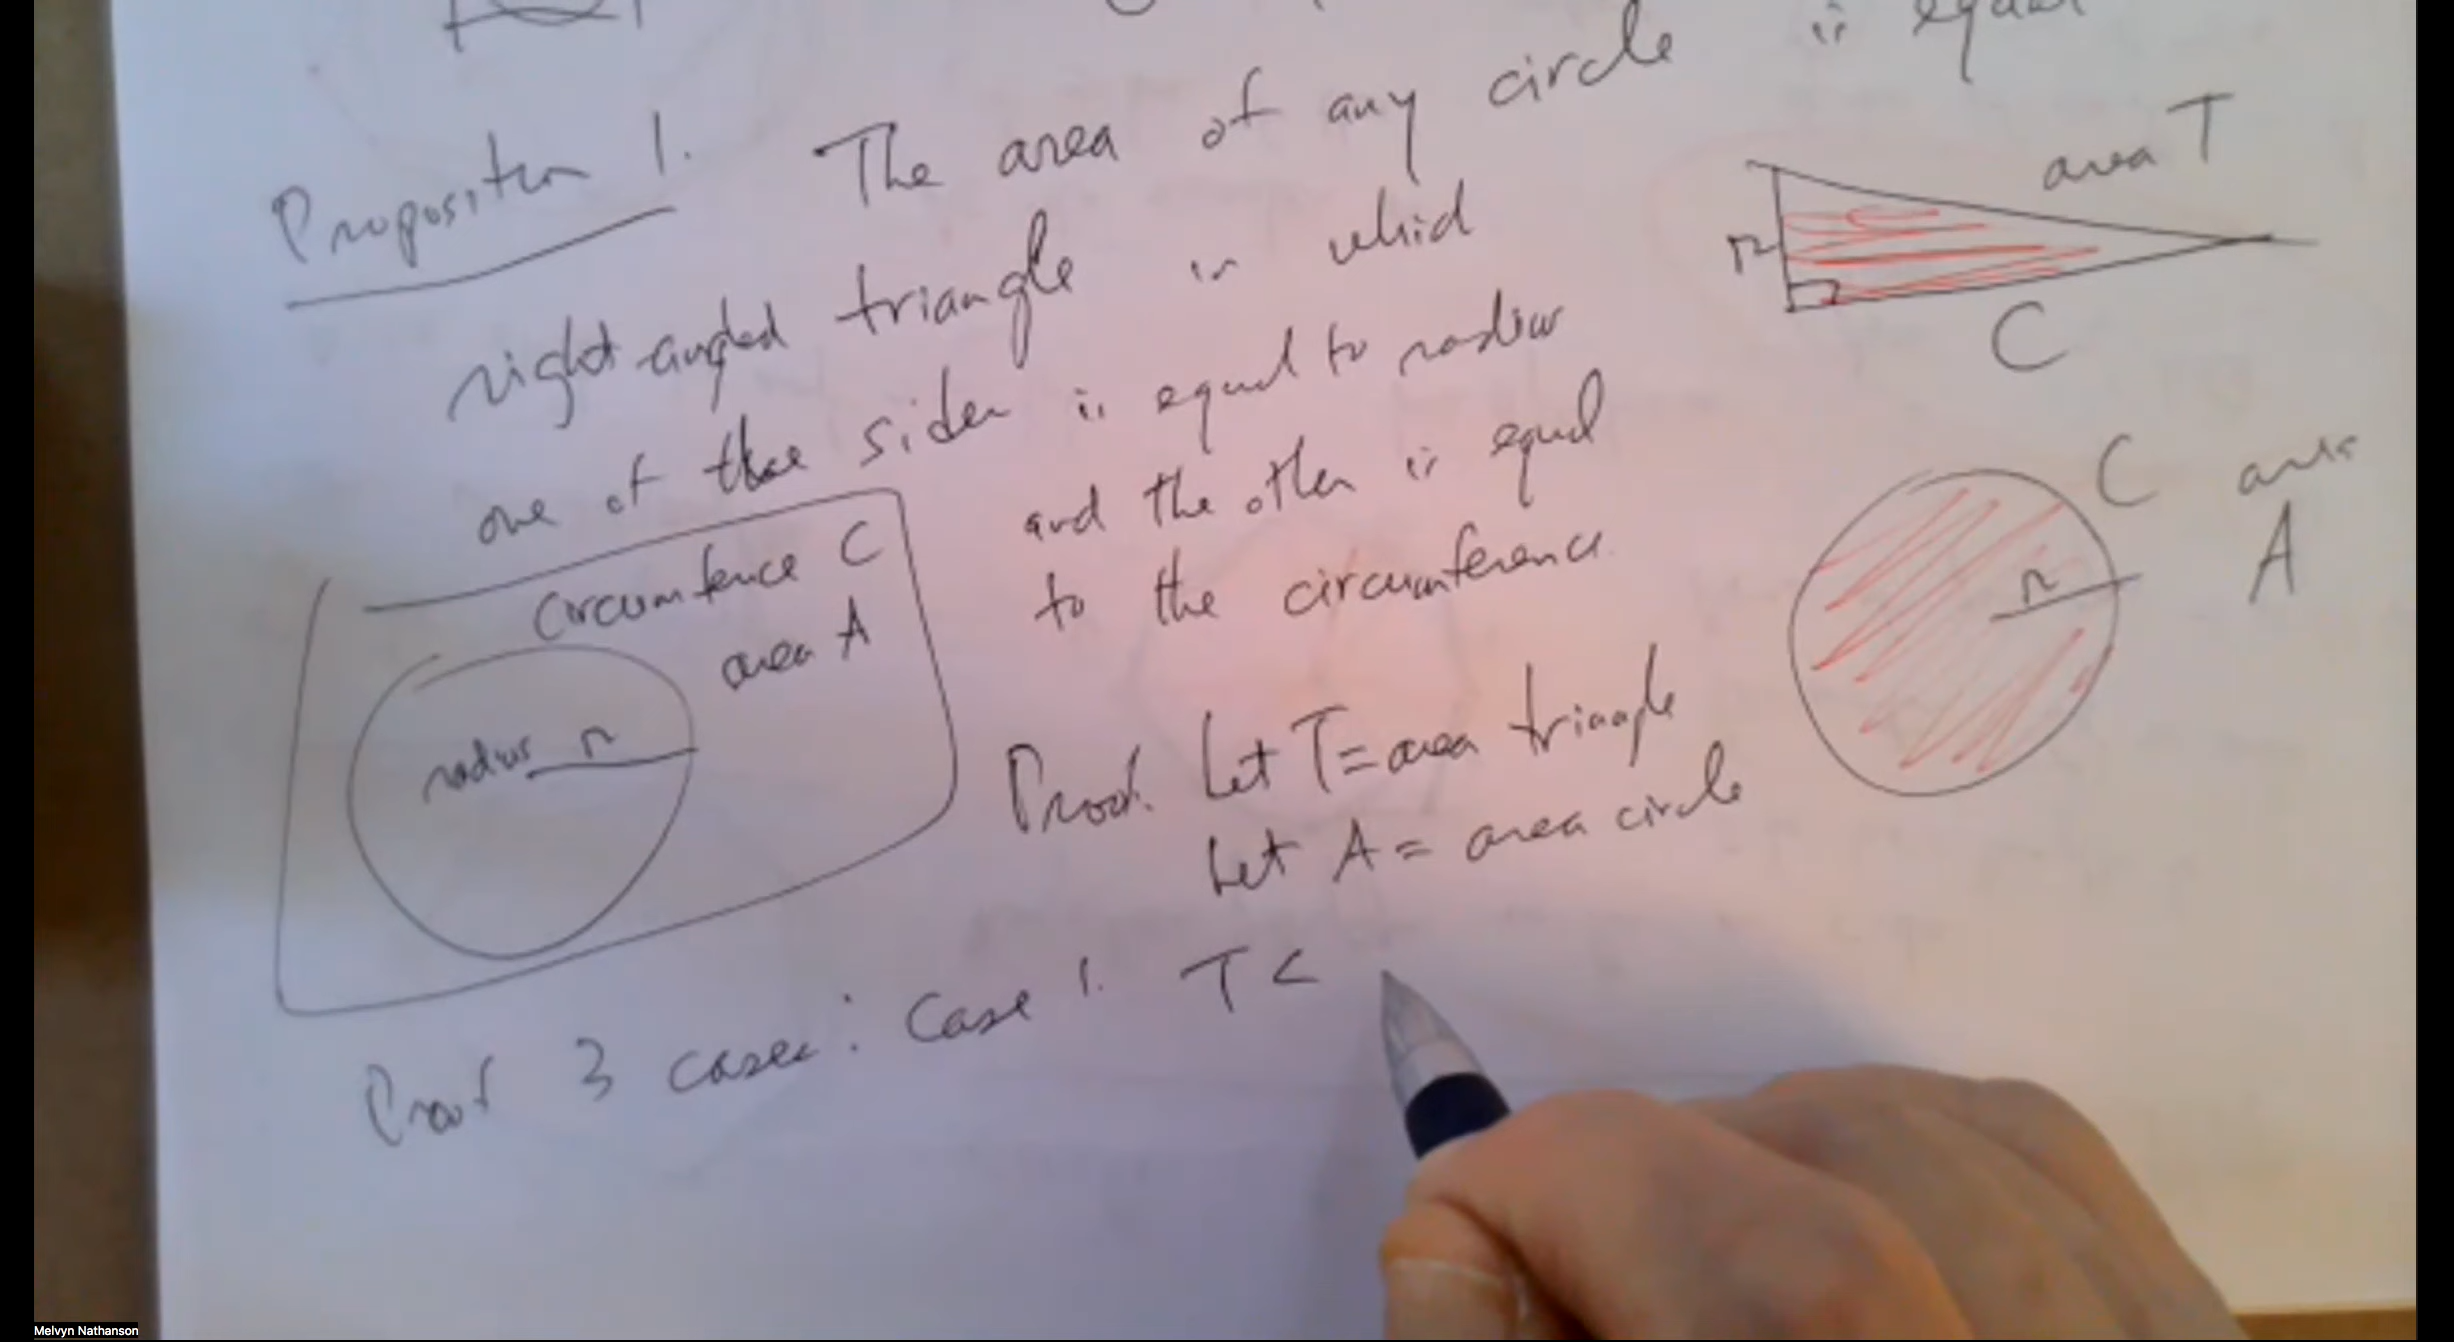 Proposition 1. The area of any circle is equal
right-angled triangle in which
one of the sides is equal to radius
and the other is equal
to the circumference.
area T
r
C
C area
A
r
Circumfence C
area A
radius r
Proof. Let T = area triangle
Let A = area circle
Proof 3 cases: Case 1. T <
Melvyn Nathanson